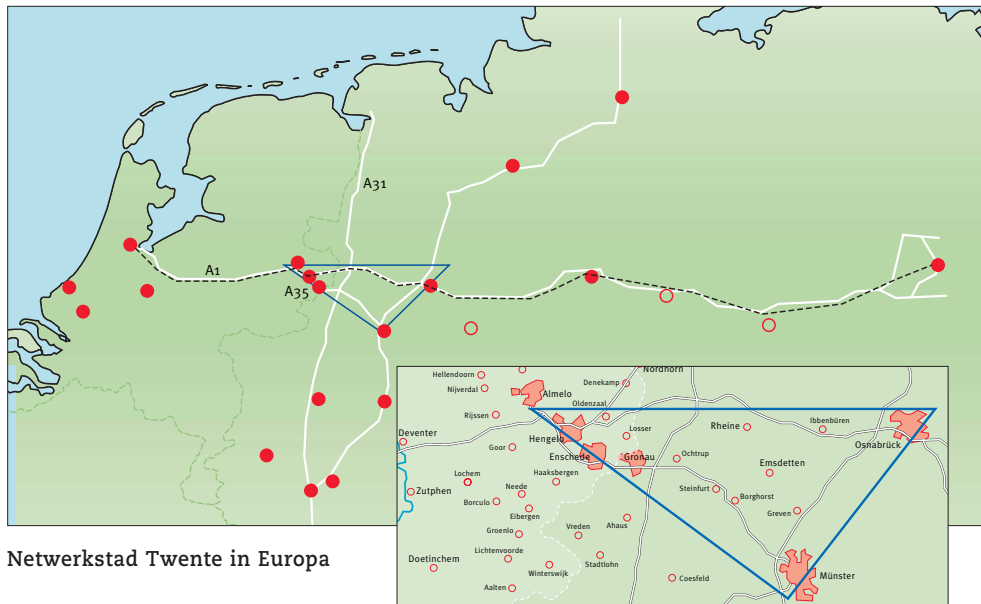 A31
A1
A35
Nordhorn
Hellendoorn
Denekamp
Nijverdal
Almelo
Oldenzaal
Rijssen
Rheine
Ibbenbüren
Deventer
Hengelo
Losser
Osnabrück
Goor
Enschede
Gronau
Ochtrup
Emsdetten
Lochem
Haaksbergen
Zutphen
Neede
Steinfurt
Borculo
Borghorst
Eibergen
Greven
Groenlo
Vreden
Ahaus
Netwerkstad Twente in Europa
Doetinchem
Lichtenvoorde
Winterswijk
Stadtlohn
Coesfeld
Münster
Aalten